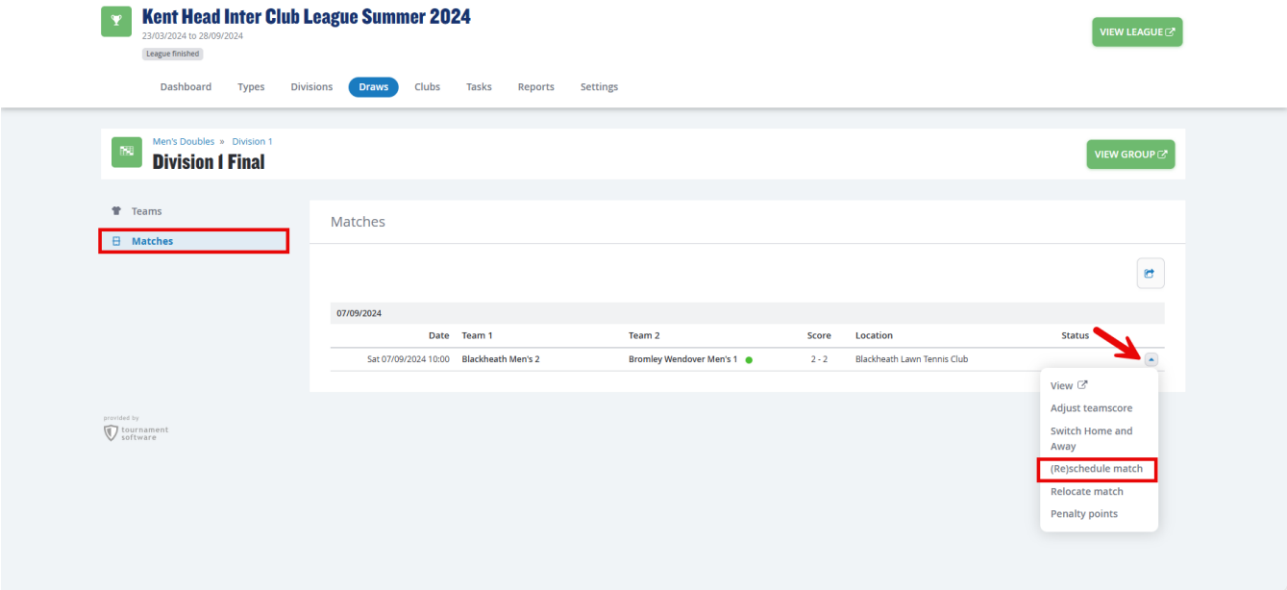 Kent Head Inter Club League Summer 2024
23/03/2024 to 28/09/2024
League finished
VIEW LEAGUE
Dashboard Types Divisions Draws Clubs Tasks Reports Settings
Men's Doubles » Division 1
Division 1 Final
VIEW GROUP
Teams
Matches
Matches
07/09/2024
Date Team 1 Team 2 Score Location Status
Sat 07/09/2024 10:00 Blackheath Men's 2 Bromley Wendover Men's 1 2 - 2 Blackheath Lawn Tennis Club
View
Adjust teamscore
Switch Home and
Away
(Re)schedule match
Relocate match
Penalty points
provided by
tournament
software